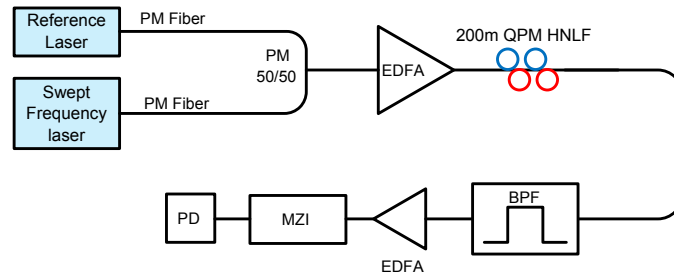 Reference
Laser
PM Fiber
PM
50/50
Swept
Frequency
laser
PM Fiber
EDFA
200m QPM HNLF
PD
MZI
EDFA
BPF